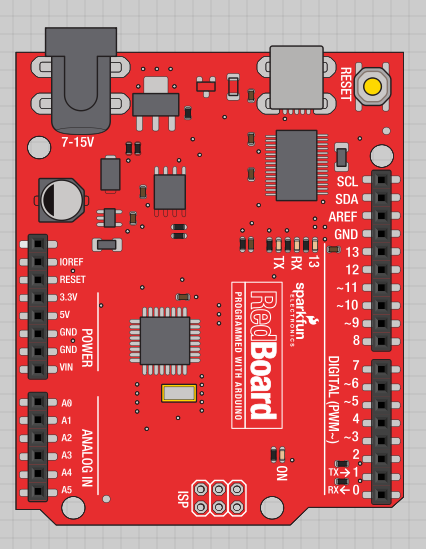 7-15V
RESET
SCL
SDA
AREF
GND
13
12
~11
~10
~9
8
TX
RX
13
IOREF
RESET
3.3V
5V
GND
GND
VIN
POWER
sparkfun
ELECTRONICS
RedBoard
PROGRAMMED WITH ARDUINO
DIGITAL (PWM~)
7
~6
~5
4
~3
2
TX→1
RX←0
A0
A1
A2
A3
A4
A5
ANALOG IN
ON
ISP